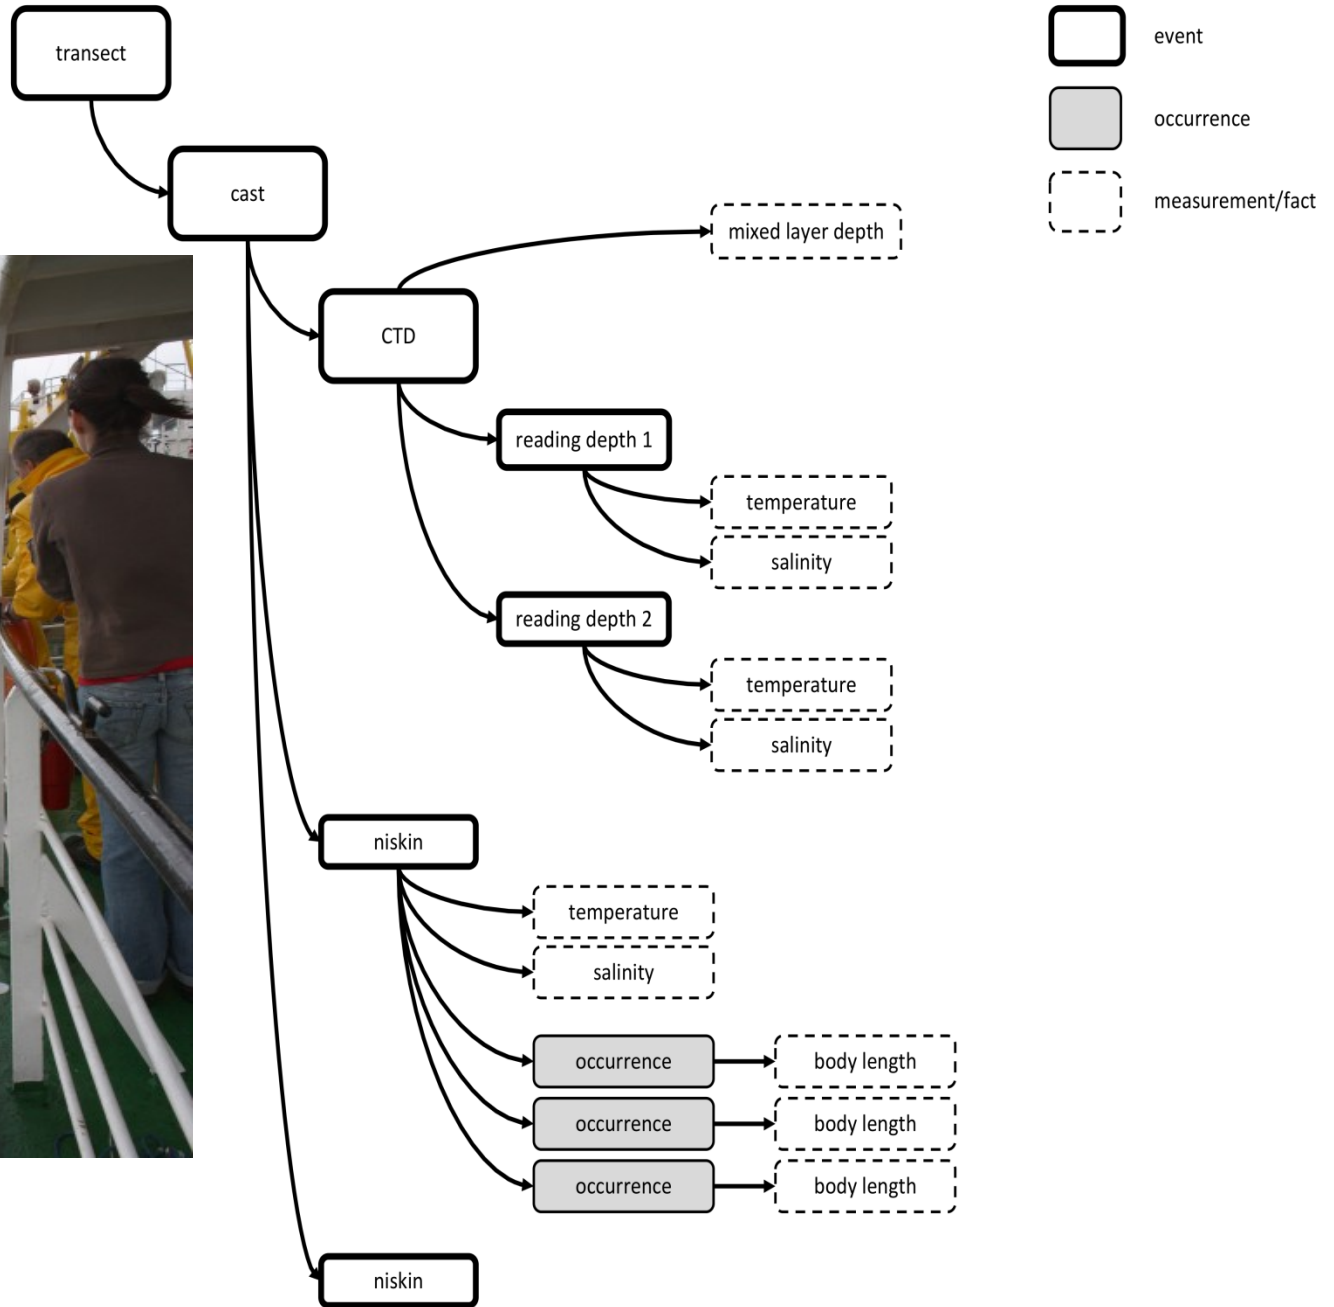 transect
event
occurrence
cast
measurement/fact
mixed layer depth
CTD
reading depth 1
temperature
salinity
reading depth 2
temperature
salinity
niskin
temperature
salinity
occurrence
body length
occurrence
body length
occurrence
body length
niskin